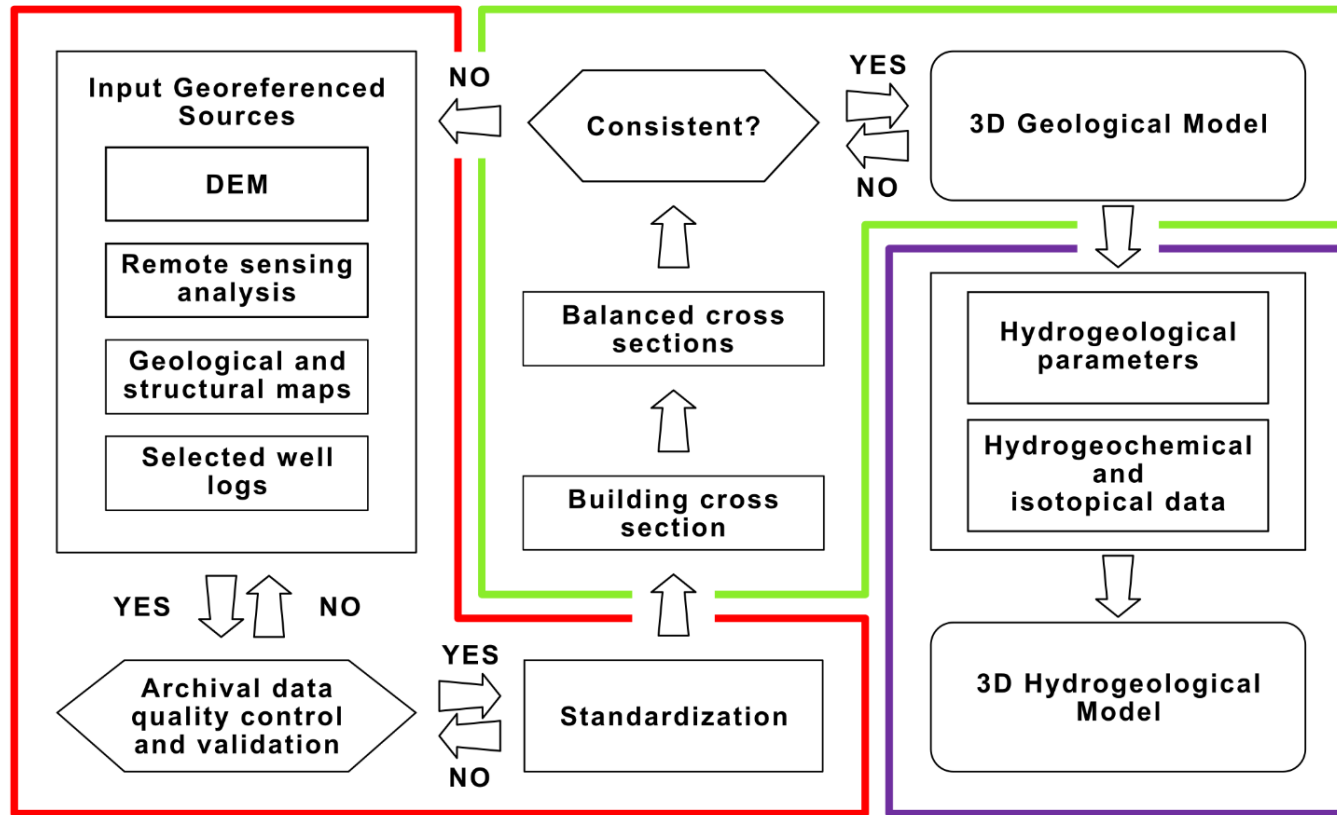 Input Georeferenced
Sources
DEM
Remote sensing
analysis
Geological and
structural maps
Selected well
logs
YES
NO
Archival data
quality control
and validation
YES
NO
Standardization
Building cross
section
Balanced cross
sections
Consistent?
NO
YES
NO
3D Geological Model
Hydrogeological
parameters
Hydrogeochemical
and
isotopical data
3D Hydrogeological
Model